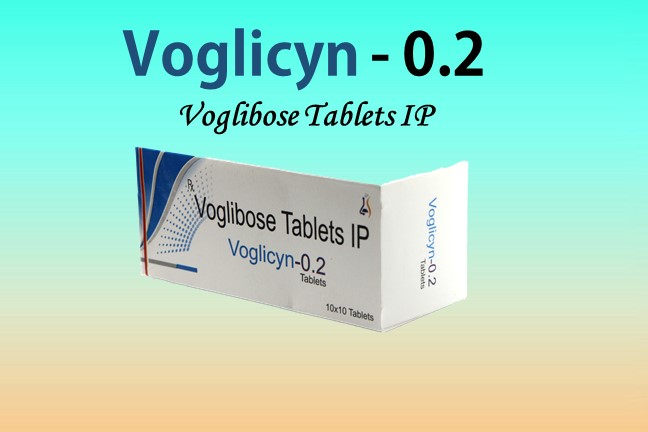 Voglicyn - 0.2
Voglibose Tablets IP
Rx
Voglibose Tablets IP
Voglicyn-0.2
Tablets
10x10 Tablets
Voglicyn-0.2
Tablets